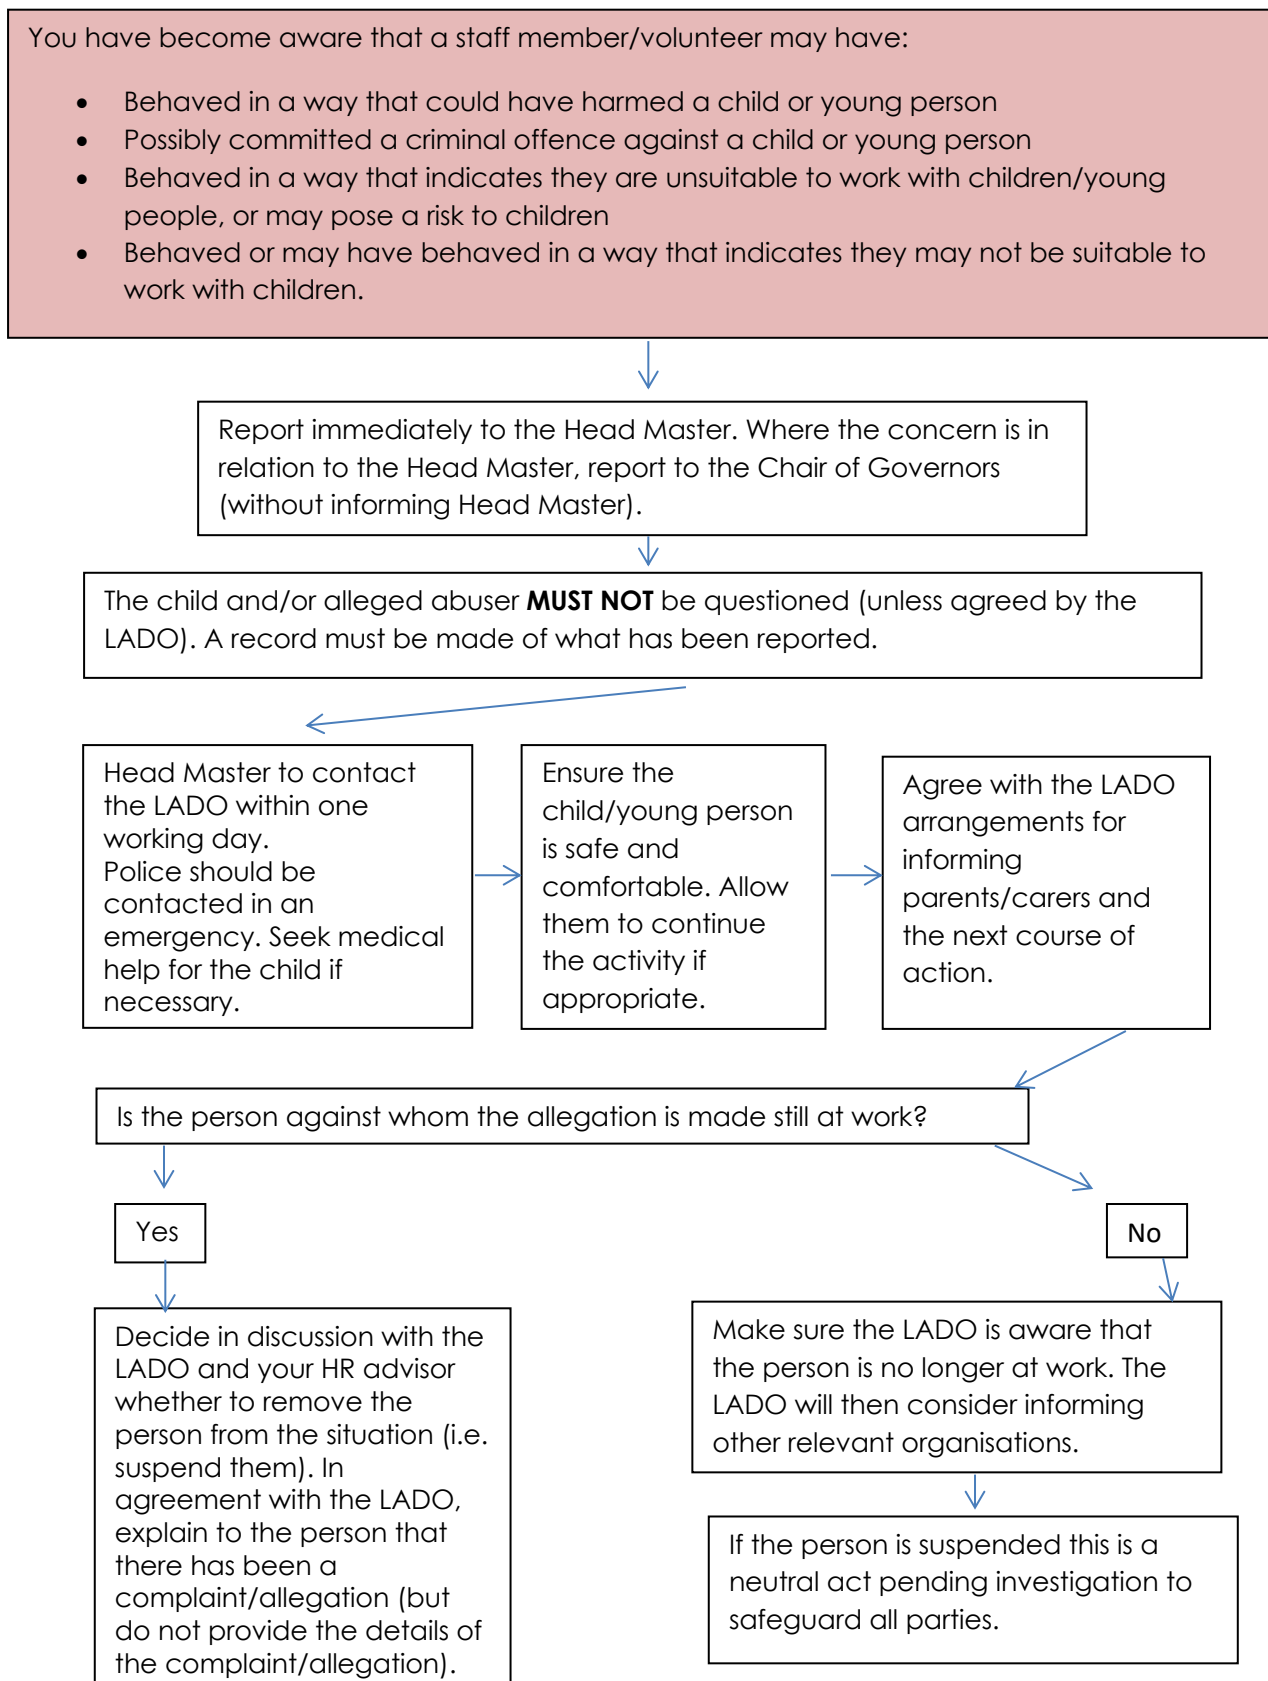 You have become aware that a staff member/volunteer may have:
• Behaved in a way that could have harmed a child or young person
• Possibly committed a criminal offence against a child or young person
• Behaved in a way that indicates they are unsuitable to work with children/young
people, or may pose a risk to children
• Behaved or may have behaved in a way that indicates they may not be suitable to
work with children.
Report immediately to the Head Master. Where the concern is in
relation to the Head Master, report to the Chair of Governors
(without informing Head Master).
The child and/or alleged abuser MUST NOT be questioned (unless agreed by the
LADO). A record must be made of what has been reported.
Head Master to contact
the LADO within one
working day.
Police should be
contacted in an
emergency. Seek medical
help for the child if
necessary.
Ensure the
child/young person
is safe and
comfortable. Allow
them to continue
the activity if
appropriate.
Agree with the LADO
arrangements for
informing
parents/carers and
the next course of
action.
Is the person against whom the allegation is made still at work?
Yes
No
Decide in discussion with the
LADO and your HR advisor
whether to remove the
person from the situation (i.e.
suspend them). In
agreement with the LADO,
explain to the person that
there has been a
complaint/allegation (but
do not provide the details of
the complaint/allegation).
Make sure the LADO is aware that
the person is no longer at work. The
LADO will then consider informing
other relevant organisations.
If the person is suspended this is a
neutral act pending investigation to
safeguard all parties.